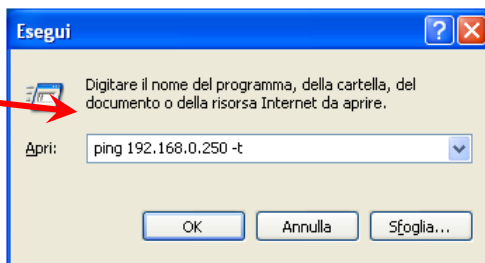 Esegui
Digitare il nome del programma, della cartella, del
documento o della risorsa Internet da aprire.
Apri: ping 192.168.0.250 -t
OK Annulla Sfoglia...